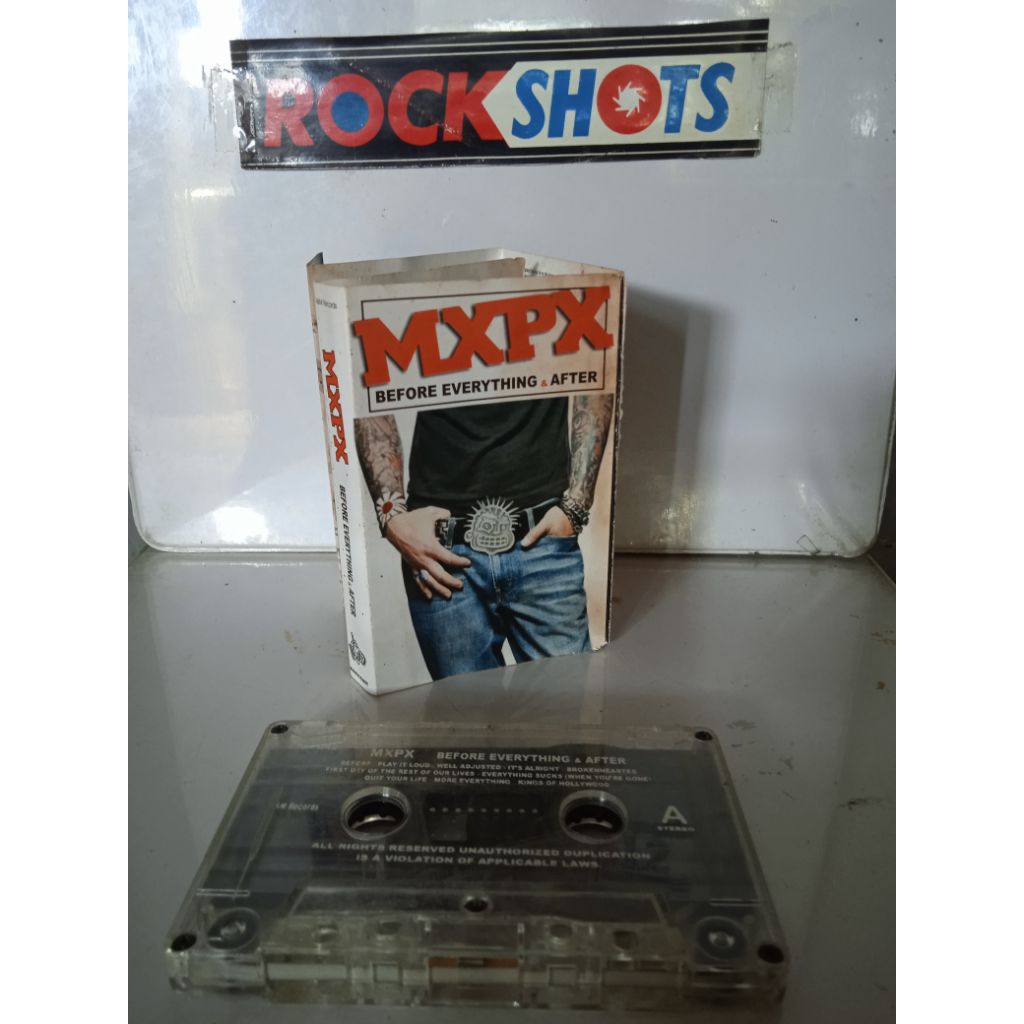 ROCKSHOTS
MXPX
BEFORE EVERYTHING & AFTER
MXPX
BEFORE EVERYTHING & AFTER
MXPX BEFORE EVERYTHING & AFTER
BEFORE · PLAY IT LOUD · WELL ADJUSTED · IT'S ALRIGHT · BROKENHEARTED
FIRST DAY OF THE REST OF OUR LIVES · EVERYTHING SUCKS (WHEN YOU'RE GONE)
QUIT YOUR LIFE · MORE EVERYTHING · KINGS OF HOLLYWOOD
Records
A
STEREO
ALL RIGHTS RESERVED UNAUTHORIZED DUPLICATION
IS A VIOLATION OF APPLICABLE LAWS.